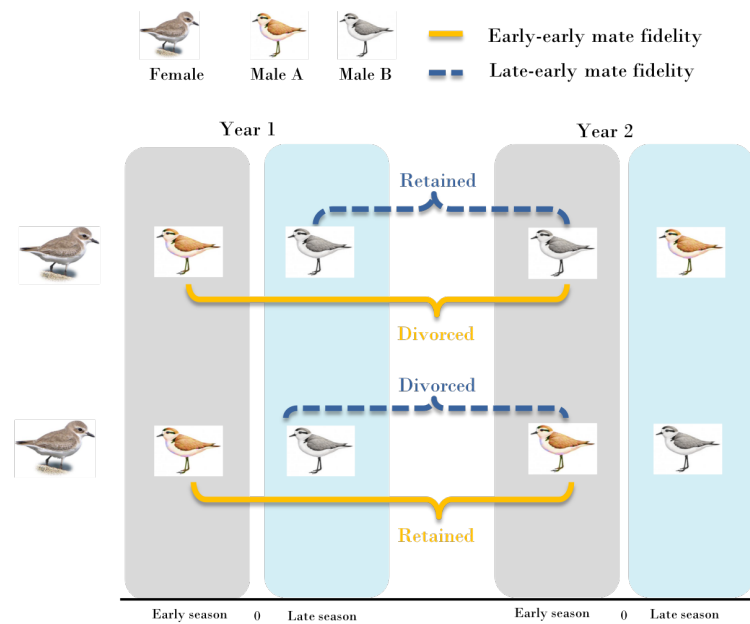 Female
Male A
Male B
Early-early mate fidelity
Late-early mate fidelity
Year 1
Year 2
Retained
Divorced
Divorced
Retained
Early season 0 Late season
Early season 0 Late season